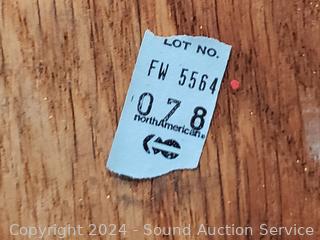 LOT NO.
FW 5564
078
northAmerican®
Copyright 2024 - Sound Auction Service